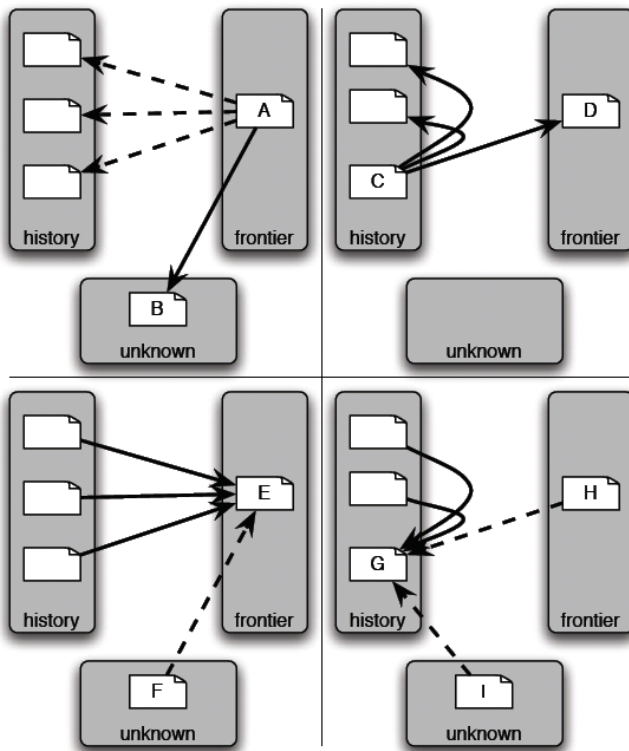 A
history
frontier
B
unknown
D
C
history
frontier
unknown
E
history
frontier
F
unknown
H
G
history
frontier
I
unknown